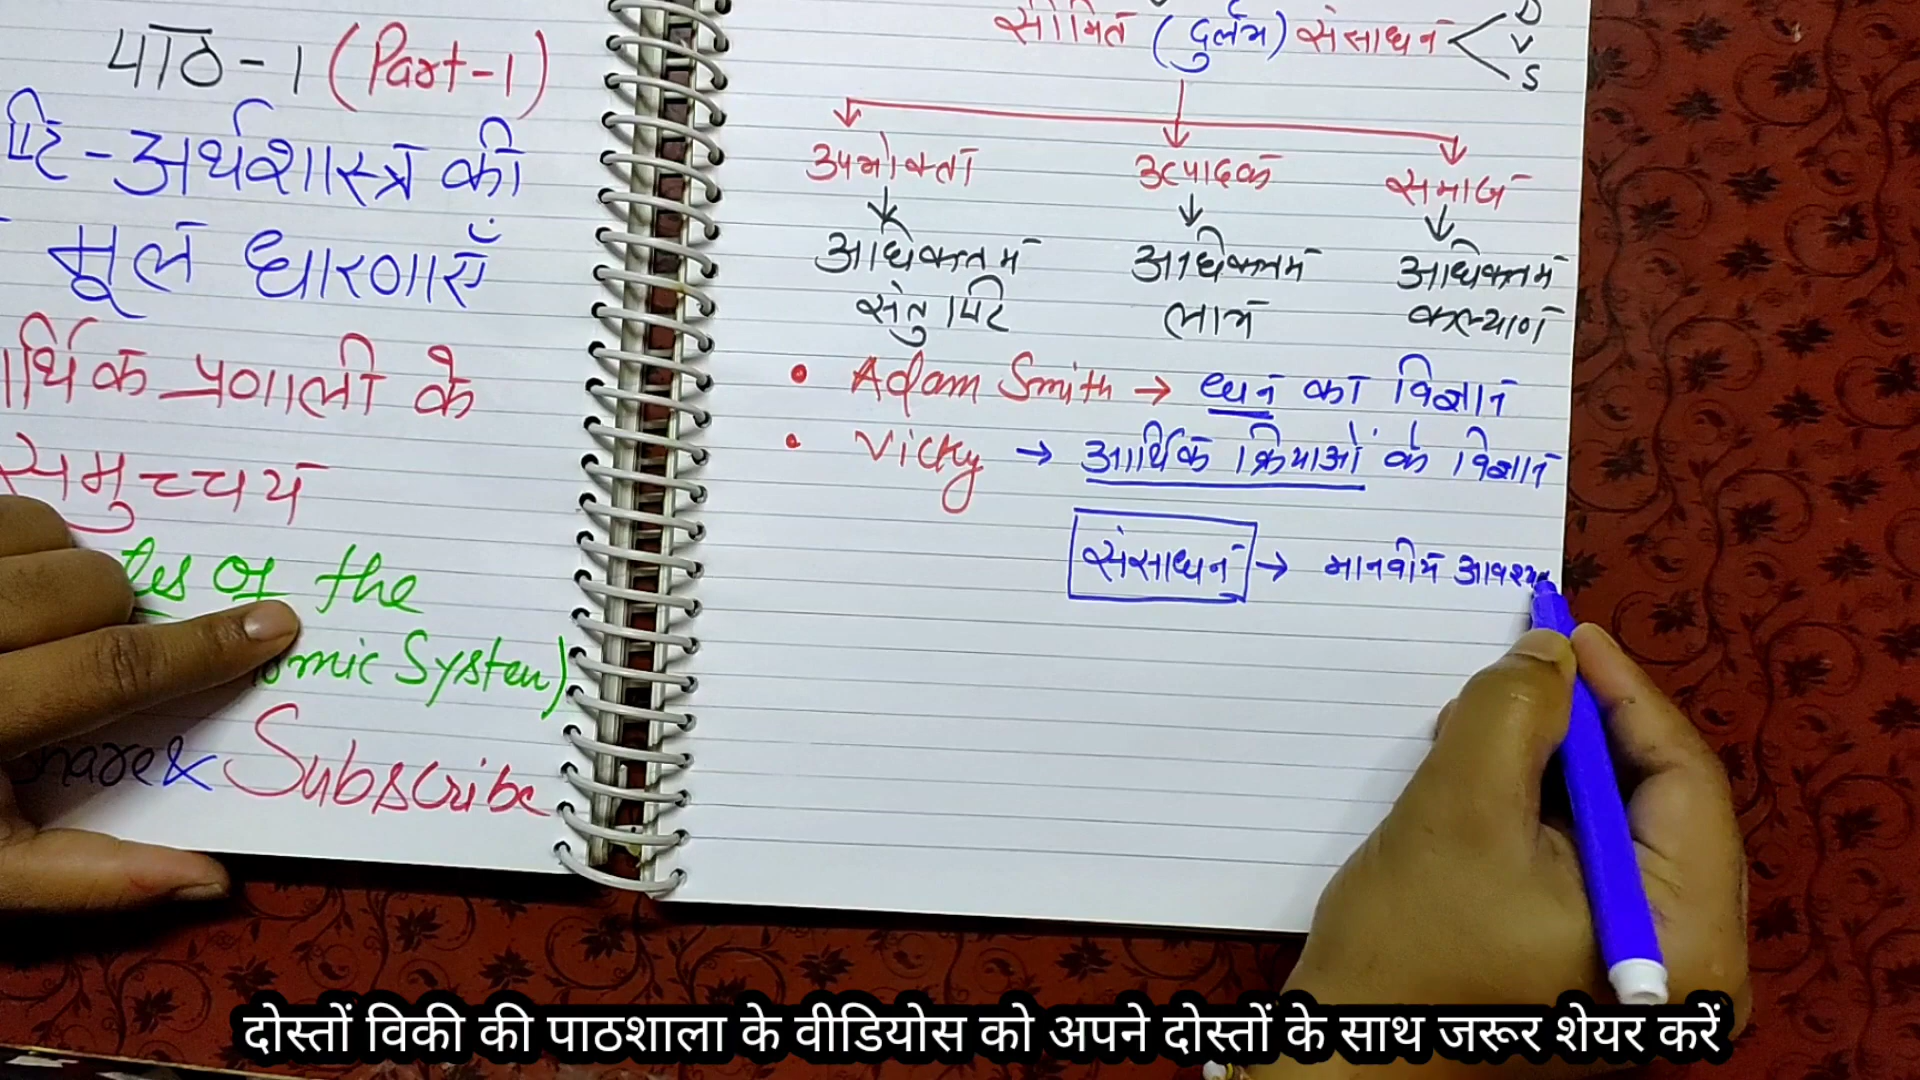 पाठ-1 (Part-1)
ष्टि-अर्थशास्त्र की
मूल धारणाएँ
र्थिक प्रणाली के
समुच्चय
les of the
omic System)
Share & Subscribe
सीमित (दुर्लभ) संसाधन
D
V
S
उपभोक्ता उत्पादक समाज
अधिकतम अधिकतम अधिकतम
संतुष्टि लाभ कल्याण
• Adam Smith → धन का विज्ञान
• Vicky → आर्थिक क्रियाओं के विज्ञान
संसाधन → मानवीय आवश्य
दोस्तों विकी की पाठशाला के वीडियोस को अपने दोस्तों के साथ जरूर शेयर करें